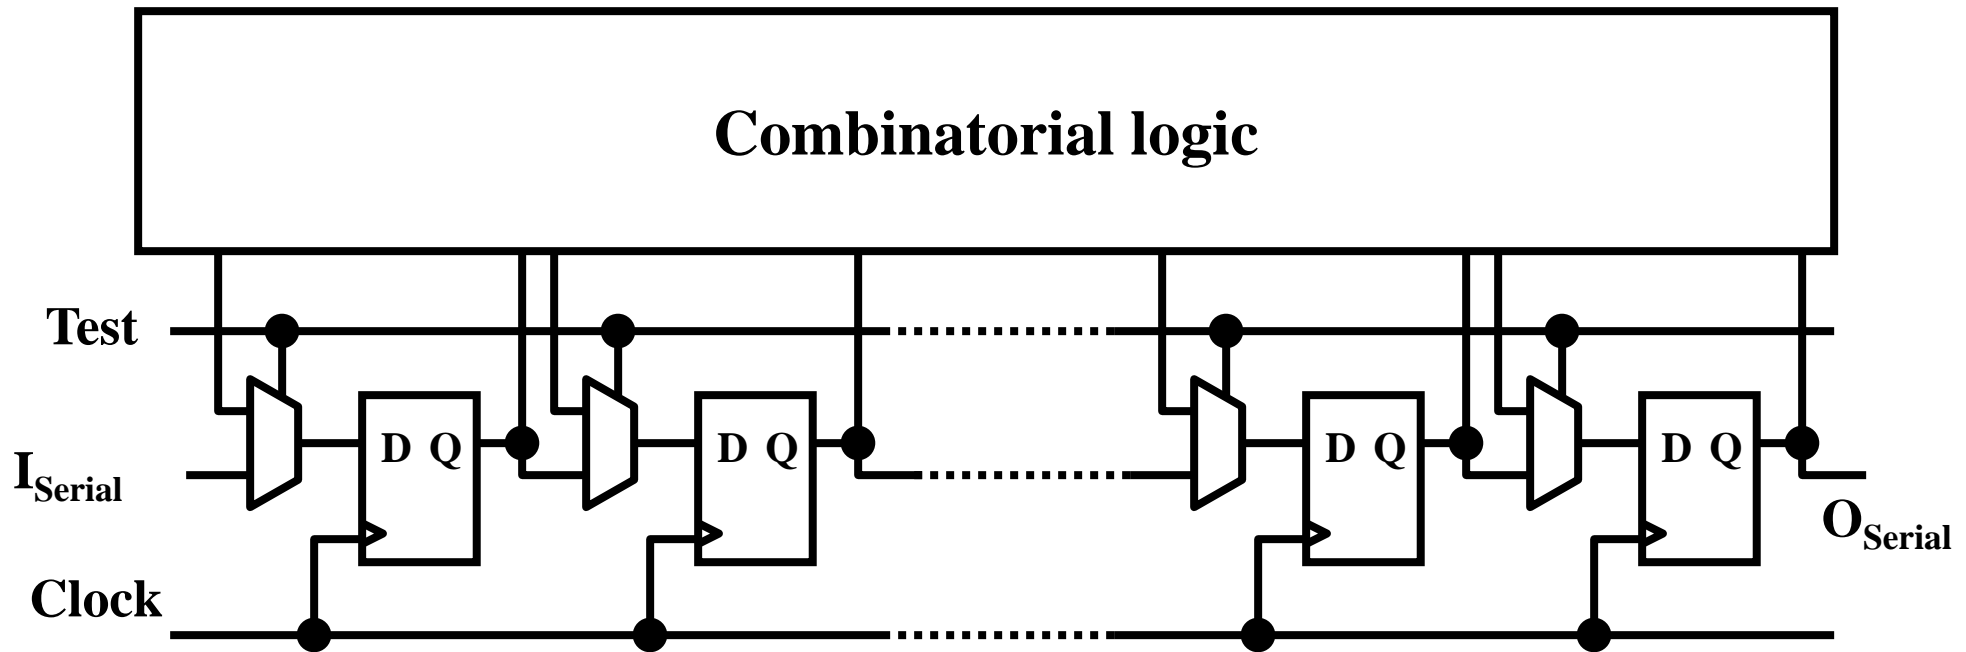 Combinatorial logic
Test
D Q D Q D Q D Q
ISerial
OSerial
Clock